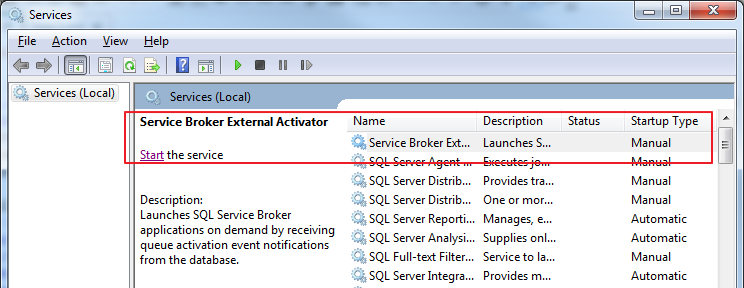 Services
File Action View Help
Services (Local)
Services (Local)
Service Broker External Activator
Start the service
Description:
Launches SQL Service Broker
applications on demand by receiving
queue activation event notifications
from the database.
Name Description Status Startup Type
Service Broker Ext... Launches S... Manual
SQL Server Agent ... Executes jo... Manual
SQL Server Distrib... Provides tra... Manual
SQL Server Distrib... One or mor... Manual
SQL Server Reporti... Manages, e... Automatic
SQL Server Analysi... Supplies onl... Automatic
SQL Full-text Filter... Service to la... Manual
SQL Server Integra... Provides m... Automatic